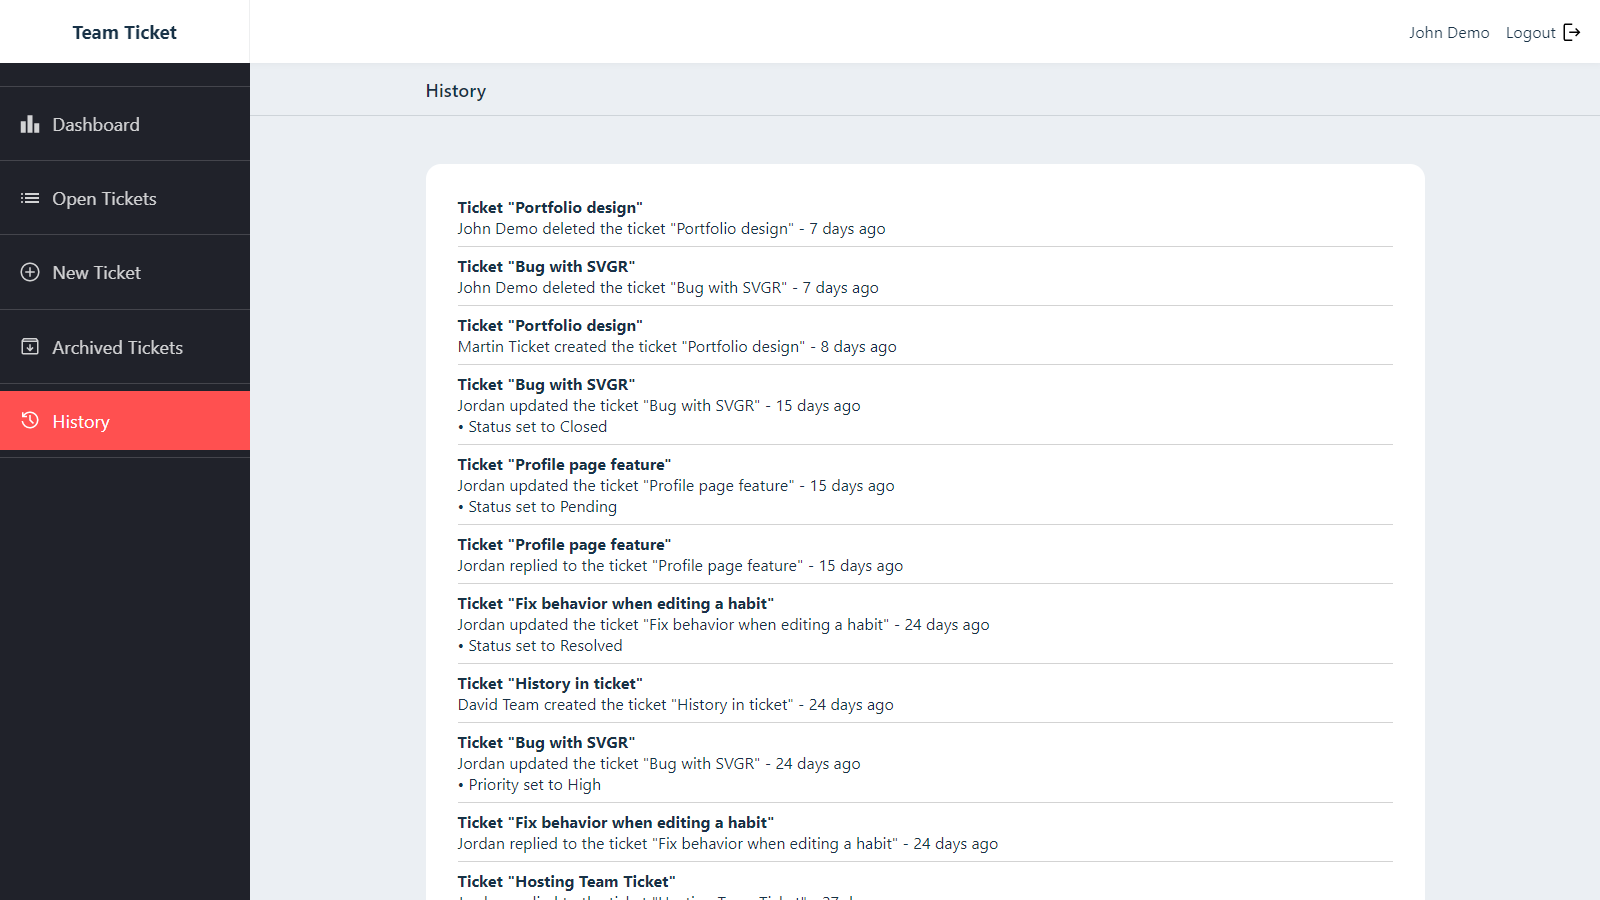 Team Ticket
John Demo
Logout
Dashboard
Open Tickets
New Ticket
Archived Tickets
History
History
Ticket "Portfolio design"
John Demo deleted the ticket "Portfolio design" - 7 days ago
Ticket "Bug with SVGR"
John Demo deleted the ticket "Bug with SVGR" - 7 days ago
Ticket "Portfolio design"
Martin Ticket created the ticket "Portfolio design" - 8 days ago
Ticket "Bug with SVGR"
Jordan updated the ticket "Bug with SVGR" - 15 days ago
• Status set to Closed
Ticket "Profile page feature"
Jordan updated the ticket "Profile page feature" - 15 days ago
• Status set to Pending
Ticket "Profile page feature"
Jordan replied to the ticket "Profile page feature" - 15 days ago
Ticket "Fix behavior when editing a habit"
Jordan updated the ticket "Fix behavior when editing a habit" - 24 days ago
• Status set to Resolved
Ticket "History in ticket"
David Team created the ticket "History in ticket" - 24 days ago
Ticket "Bug with SVGR"
Jordan updated the ticket "Bug with SVGR" - 24 days ago
• Priority set to High
Ticket "Fix behavior when editing a habit"
Jordan replied to the ticket "Fix behavior when editing a habit" - 24 days ago
Ticket "Hosting Team Ticket"